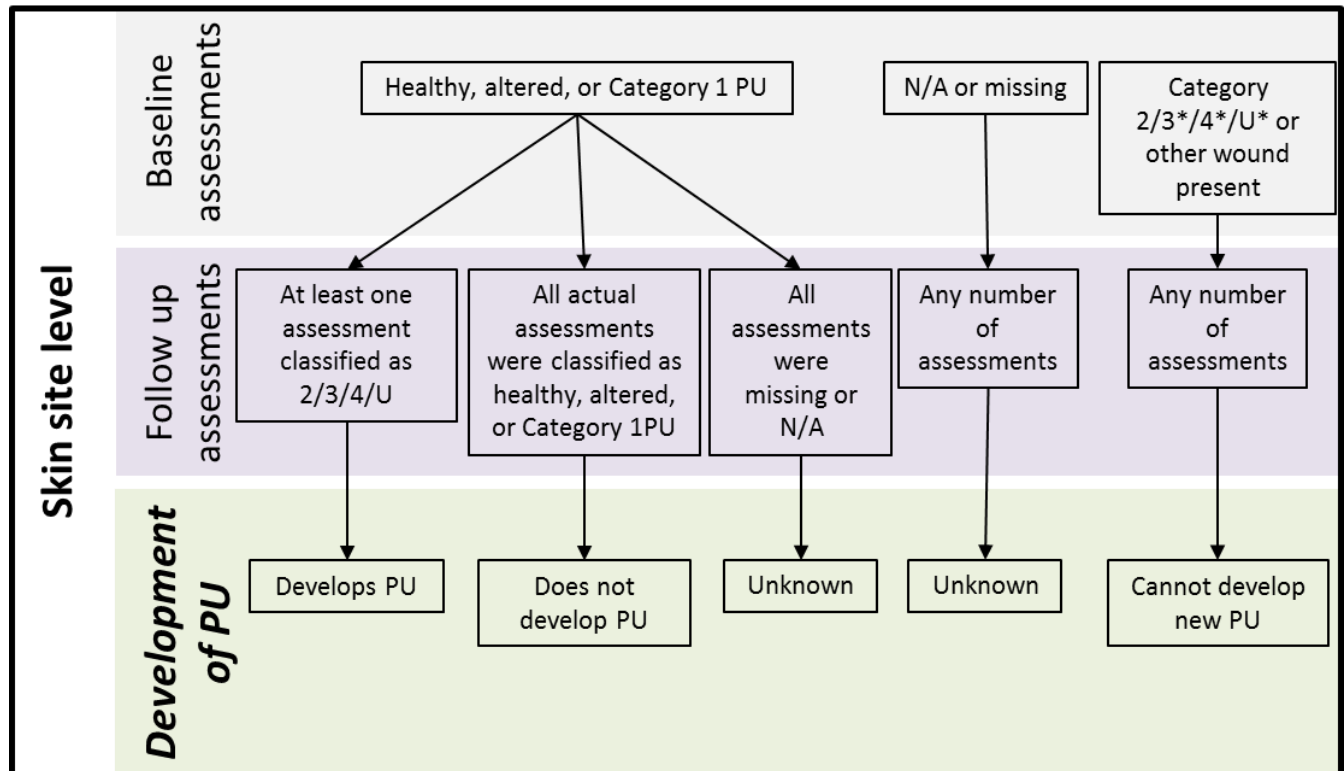 Skin site level
Baseline
assessments
Healthy, altered, or Category 1 PU
N/A or missing
Category
2/3*/4*/U* or
other wound
present
Follow up
assessments
At least one
assessment
classified as
2/3/4/U
All actual
assessments
were classified as
healthy, altered,
or Category 1PU
All
assessments
were
missing or
N/A
Any number
of
assessments
Any number
of
assessments
Development
of PU
Develops PU
Does not
develop PU
Unknown
Unknown
Cannot develop
new PU